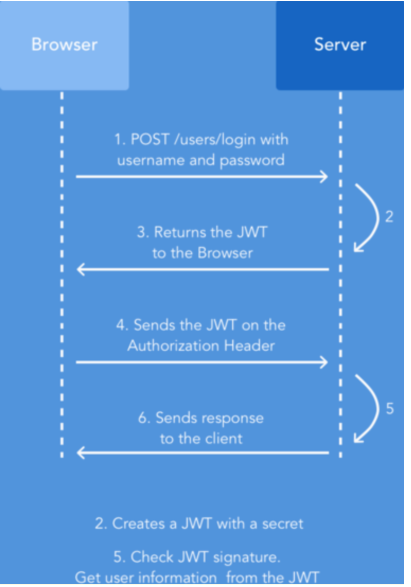 Browser
Server
1. POST /users/login with
username and password
2
3. Returns the JWT
to the Browser
4. Sends the JWT on the
Authorization Header
5
6. Sends response
to the client
2. Creates a JWT with a secret
5. Check JWT signature.
Get user information from the JWT